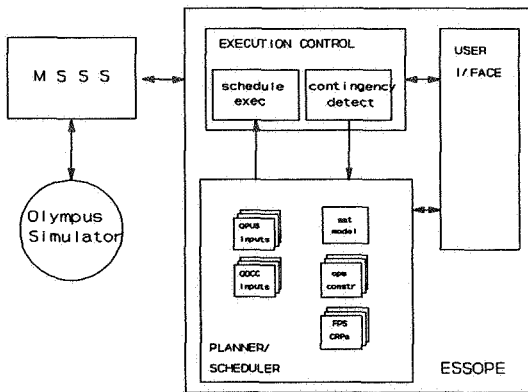 EXECUTION CONTROL
USER
I/FACE
M S S S
schedule
exec
contingency
detect
Olympus
Simulator
OPUS
inputs
sat
model
ODCC
inputs
ops
constr
FPS
CRPs
PLANNER/
SCHEDULER
ESSOPE